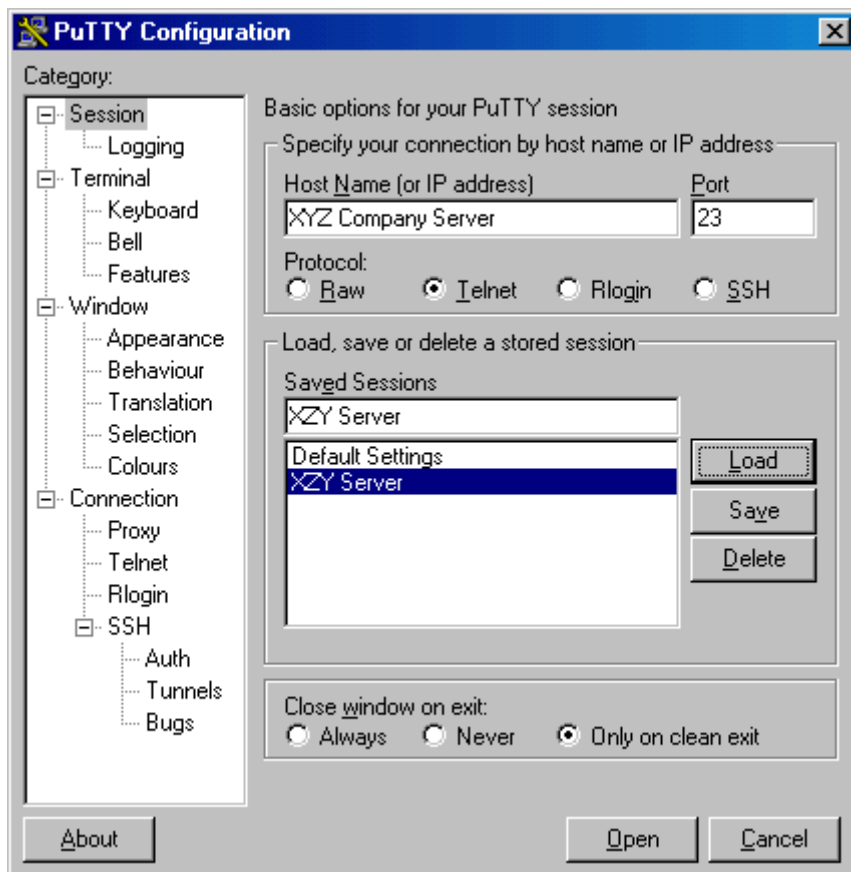 PuTTY Configuration
Category:
Session
Logging
Terminal
Keyboard
Bell
Features
Window
Appearance
Behaviour
Translation
Selection
Colours
Connection
Proxy
Telnet
Rlogin
SSH
Auth
Tunnels
Bugs
Basic options for your PuTTY session
Specify your connection by host name or IP address
Host Name (or IP address) Port
XYZ Company Server 23
Protocol:
Raw Telnet Rlogin SSH
Load, save or delete a stored session
Saved Sessions
XZY Server
Default Settings
XZY Server
Load
Save
Delete
Close window on exit:
Always Never Only on clean exit
About Open Cancel